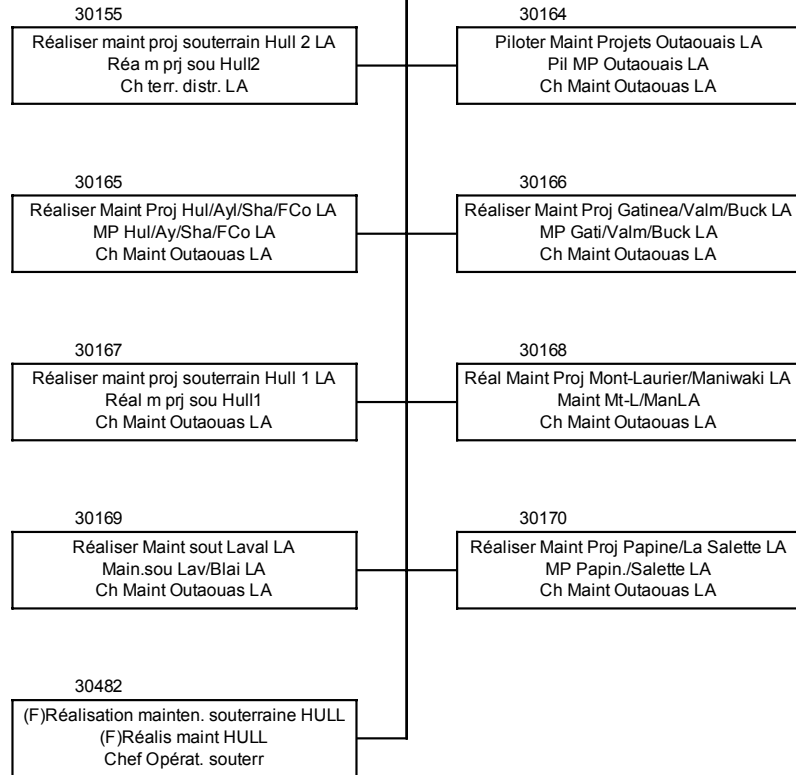 30155
Réaliser maint proj souterrain Hull 2 LA
Réa m prj sou Hull2
Ch terr. distr. LA
30164
Piloter Maint Projets Outaouais LA
Pil MP Outaouais LA
Ch Maint Outaouas LA
30165
Réaliser Maint Proj Hul/Ayl/Sha/FCo LA
MP Hul/Ay/Sha/FCo LA
Ch Maint Outaouas LA
30166
Réaliser Maint Proj Gatinea/Valm/Buck LA
MP Gati/Valm/Buck LA
Ch Maint Outaouas LA
30167
Réaliser maint proj souterrain Hull 1 LA
Réal m prj sou Hull1
Ch Maint Outaouas LA
30168
Réal Maint Proj Mont-Laurier/Maniwaki LA
Maint Mt-L/ManLA
Ch Maint Outaouas LA
30169
Réaliser Maint sout Laval LA
Main.sou Lav/Blai LA
Ch Maint Outaouas LA
30170
Réaliser Maint Proj Papine/La Salette LA
MP Papin./Salette LA
Ch Maint Outaouas LA
30482
(F)Réalisation mainten. souterraine HULL
(F)Réalis maint HULL
Chef Opérat. souterr